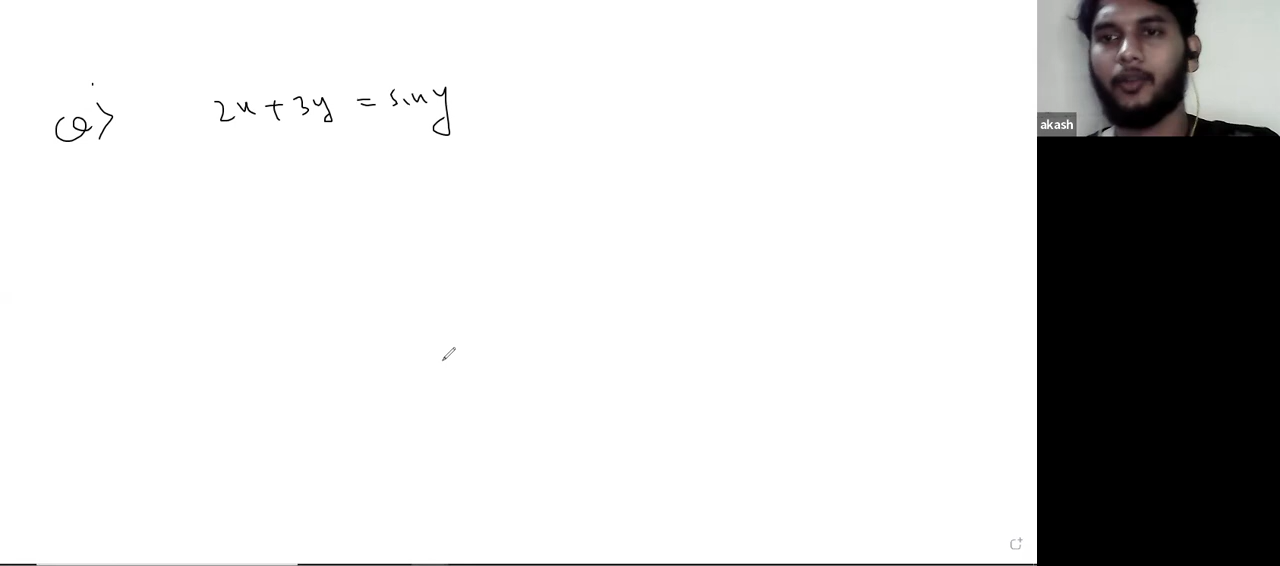 Q> 2x + 3y = sin y
akash